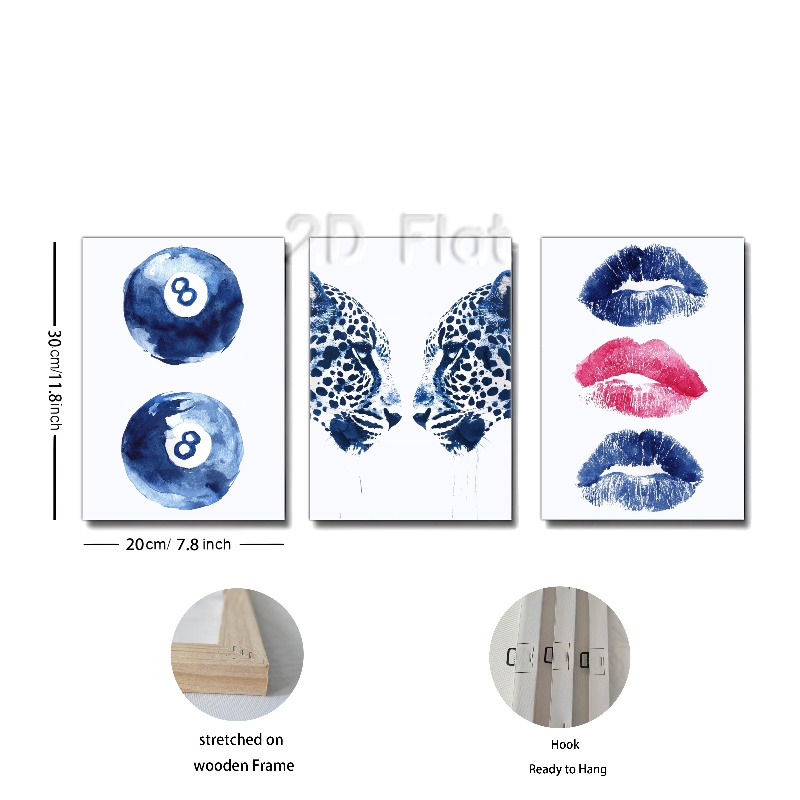 2D Flat
8
8
30cm/11.8inch
20cm/ 7.8 inch
stretched on
wooden Frame
Hook
Ready to Hang